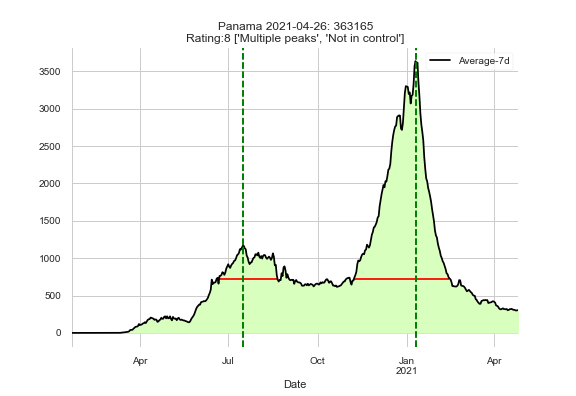 Panama 2021-04-26: 363165
Rating:8 ['Multiple peaks', 'Not in control']
Average-7d
3500
3000
2500
2000
1500
1000
500
0
Apr
Jul
Oct
Jan
2021
Apr
Date